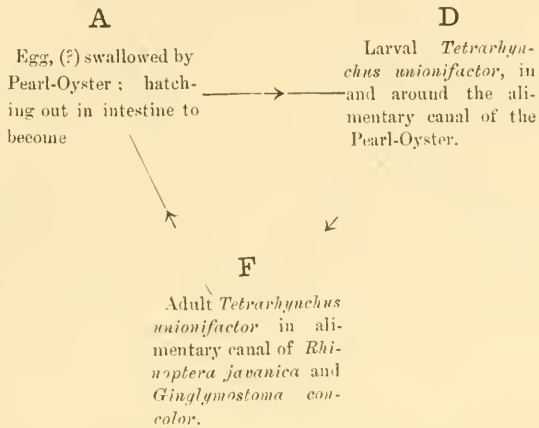 A
Egg, (?) swallowed by
Pearl-Oyster ; hatch-
ing out in intestine to
become
D
Larval Tetrarhyn-
chus unionifactor, in
and around the ali-
mentary canal of the
Pearl-Oyster.
F
Adult Tetrarhynchus
unionifactor in ali-
mentary canal of Rhi-
noptera javanica and
Ginglymostoma con-
color.